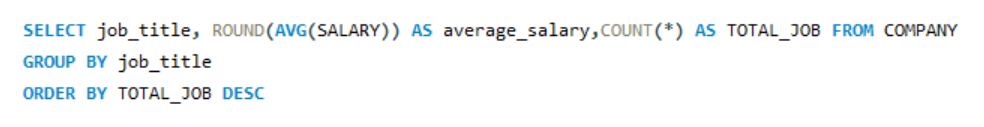 SELECT job_title, ROUND(AVG(SALARY)) AS average_salary,COUNT(*) AS TOTAL_JOB FROM COMPANY
GROUP BY job_title
ORDER BY TOTAL_JOB DESC